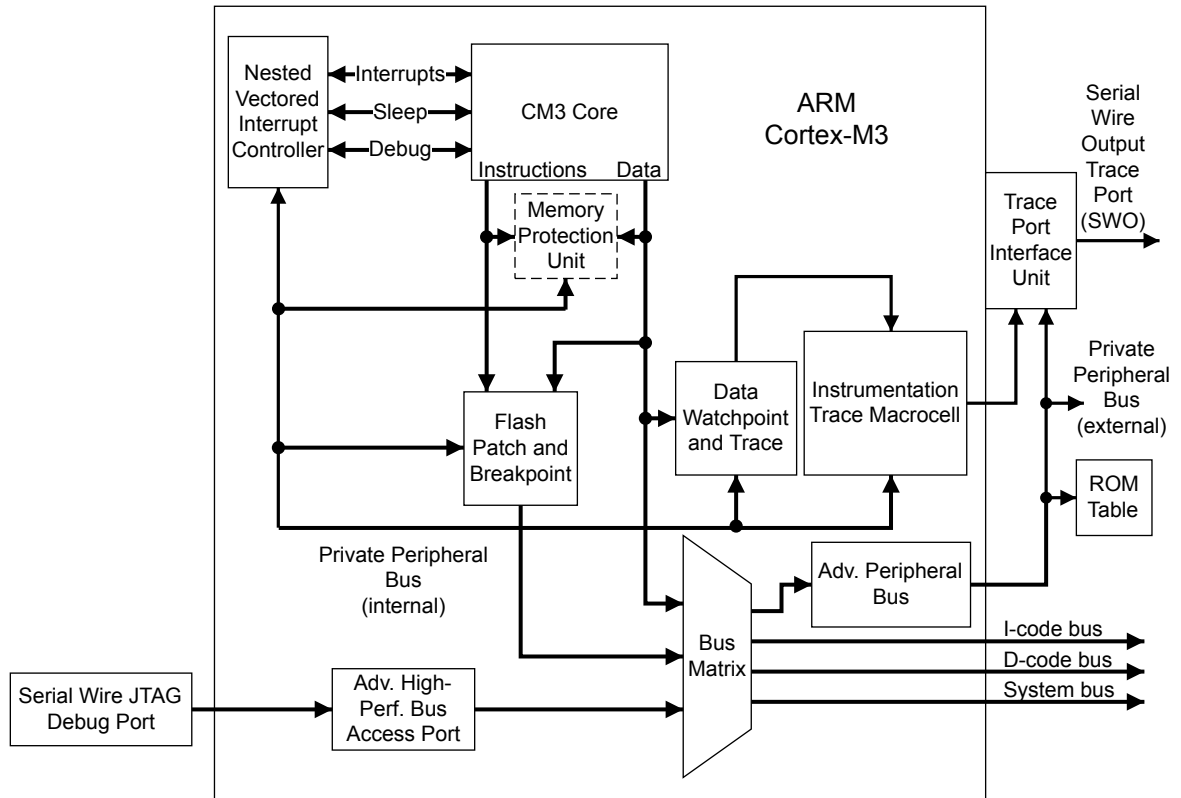 Nested
Vectored
Interrupt
Controller
Interrupts
Sleep
Debug
CM3 Core
Instructions
Data
ARM
Cortex-M3
Serial
Wire
Output
Trace
Port
(SWO)
Memory
Protection
Unit
Trace
Port
Interface
Unit
Private
Peripheral
Bus
(external)
Flash
Patch and
Breakpoint
Data
Watchpoint
and Trace
Instrumentation
Trace Macrocell
ROM
Table
Private Peripheral
Bus
(internal)
Adv. Peripheral
Bus
Bus
Matrix
I-code bus
D-code bus
System bus
Serial Wire JTAG
Debug Port
Adv. High-
Perf. Bus
Access Port